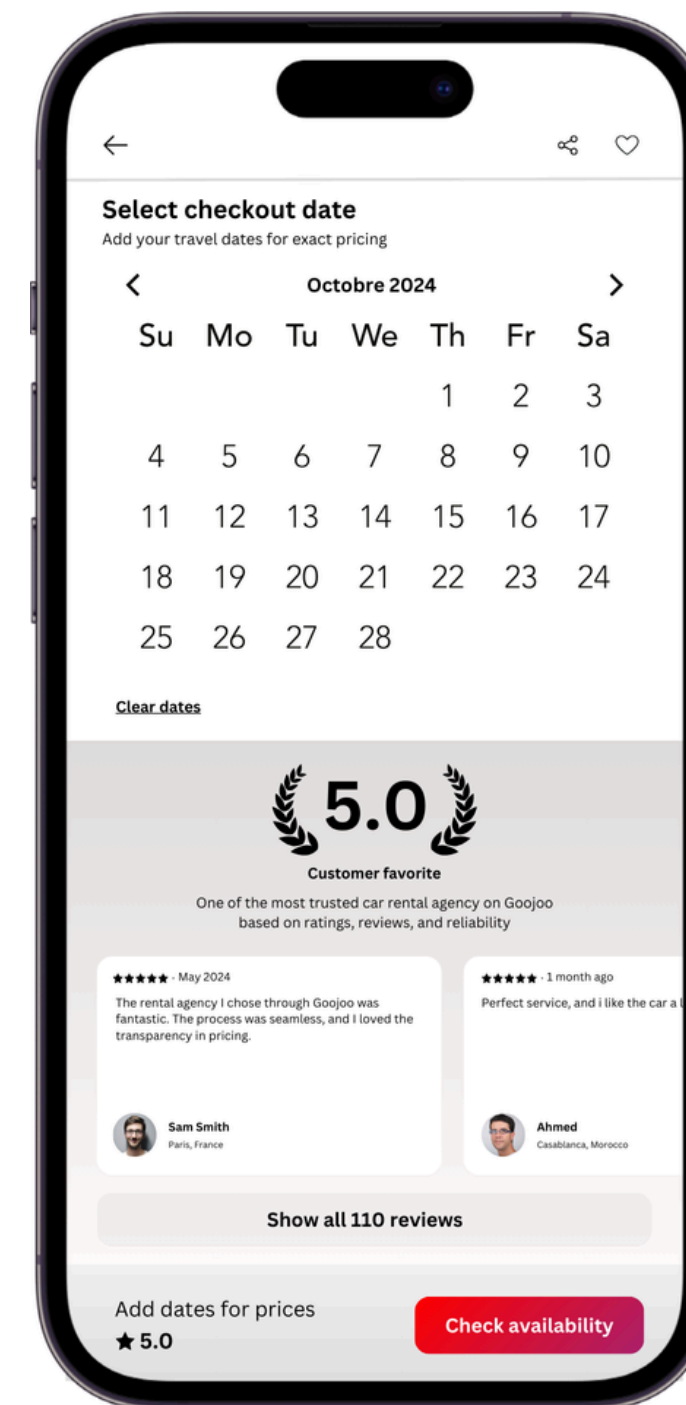 Select checkout date
Add your travel dates for exact pricing
Octobre 2024
Su Mo Tu We Th Fr Sa
1 2 3
4 5 6 7 8 9 10
11 12 13 14 15 16 17
18 19 20 21 22 23 24
25 26 27 28
Clear dates
5.0
Customer favorite
One of the most trusted car rental agency on Goojoo
based on ratings, reviews, and reliability
★★★★★ · May 2024
The rental agency I chose through Goojoo was
fantastic. The process was seamless, and I loved the
transparency in pricing.
Sam Smith
Paris, France
★★★★★ · 1 month ago
Perfect service, and i like the car a
Ahmed
Casablanca, Morocco
Show all 110 reviews
Add dates for prices
★ 5.0
Check availability